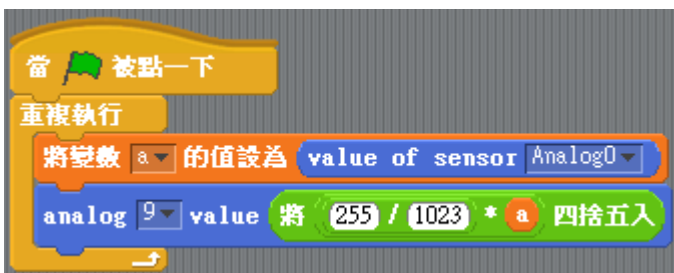 當 被點一下
重複執行
將變數 a 的值設為 value of sensor Analog0
analog 9 value 將 255 / 1023 * a 四捨五入